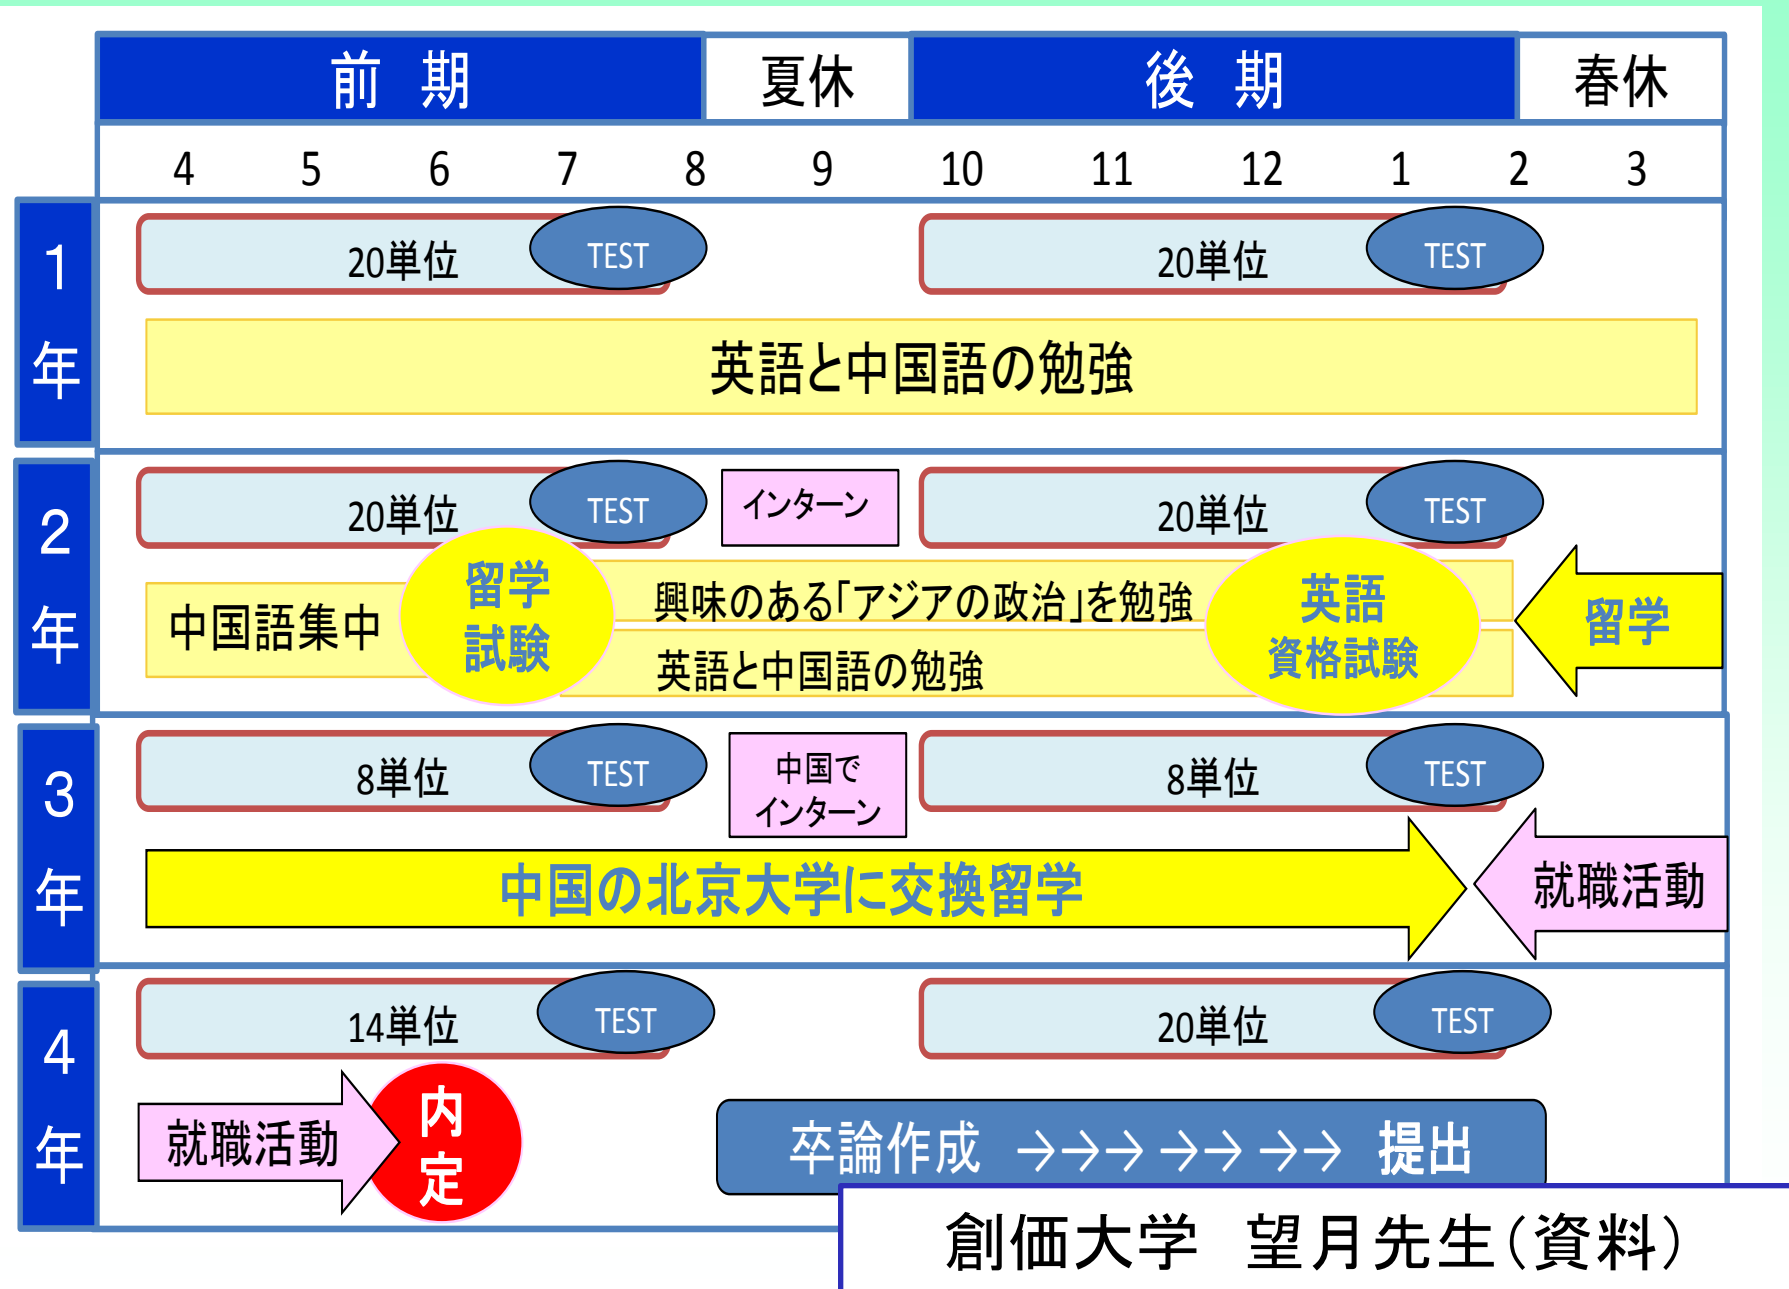 前 期 夏休 後 期 春休
4 5 6 7 8 9 10 11 12 1 2 3
1年
20単位 TEST 20単位 TEST
英語と中国語の勉強
2年
20単位 TEST インターン 20単位 TEST
中国語集中
留学
試験
興味のある「アジアの政治」を勉強
英語と中国語の勉強
英語
資格試験
留学
3年
8単位 TEST
中国で
インターン
8単位 TEST
中国の北京大学に交換留学
就職活動
4年
14単位 TEST 20単位 TEST
就職活動
内定
卒論作成 →→→ →→ →→ 提出
創価大学 望月先生(資料)